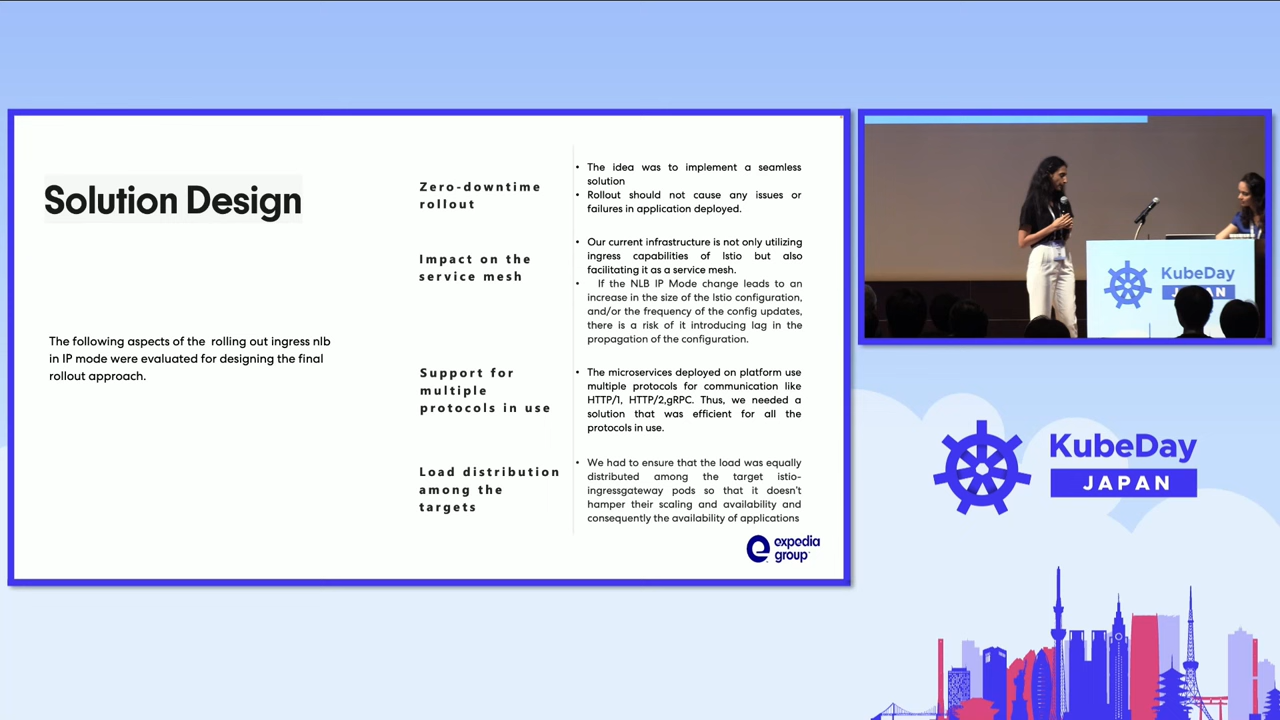 Solution Design
The following aspects of the rolling out ingress nlb
in IP mode were evaluated for designing the final
rollout approach.
Zero-downtime
rollout
• The idea was to implement a seamless
solution
• Rollout should not cause any issues or
failures in application deployed.
Impact on the
service mesh
• Our current infrastructure is not only utilizing
ingress capabilities of Istio but also
facilitating it as a service mesh.
• If the NLB IP Mode change leads to an
increase in the size of the Istio configuration,
and/or the frequency of the config updates,
there is a risk of it introducing lag in the
propagation of the configuration.
Support for
multiple
protocols in use
• The microservices deployed on platform use
multiple protocols for communication like
HTTP/1, HTTP/2,gRPC. Thus, we needed a
solution that was efficient for all the
protocols in use.
Load distribution
among the
targets
• We had to ensure that the load was equally
distributed among the target istio-
ingressgateway pods so that it doesn't
hamper their scaling and availability and
consequently the availability of applications
expedia
group
KubeDay
KubeDay
JAPAN